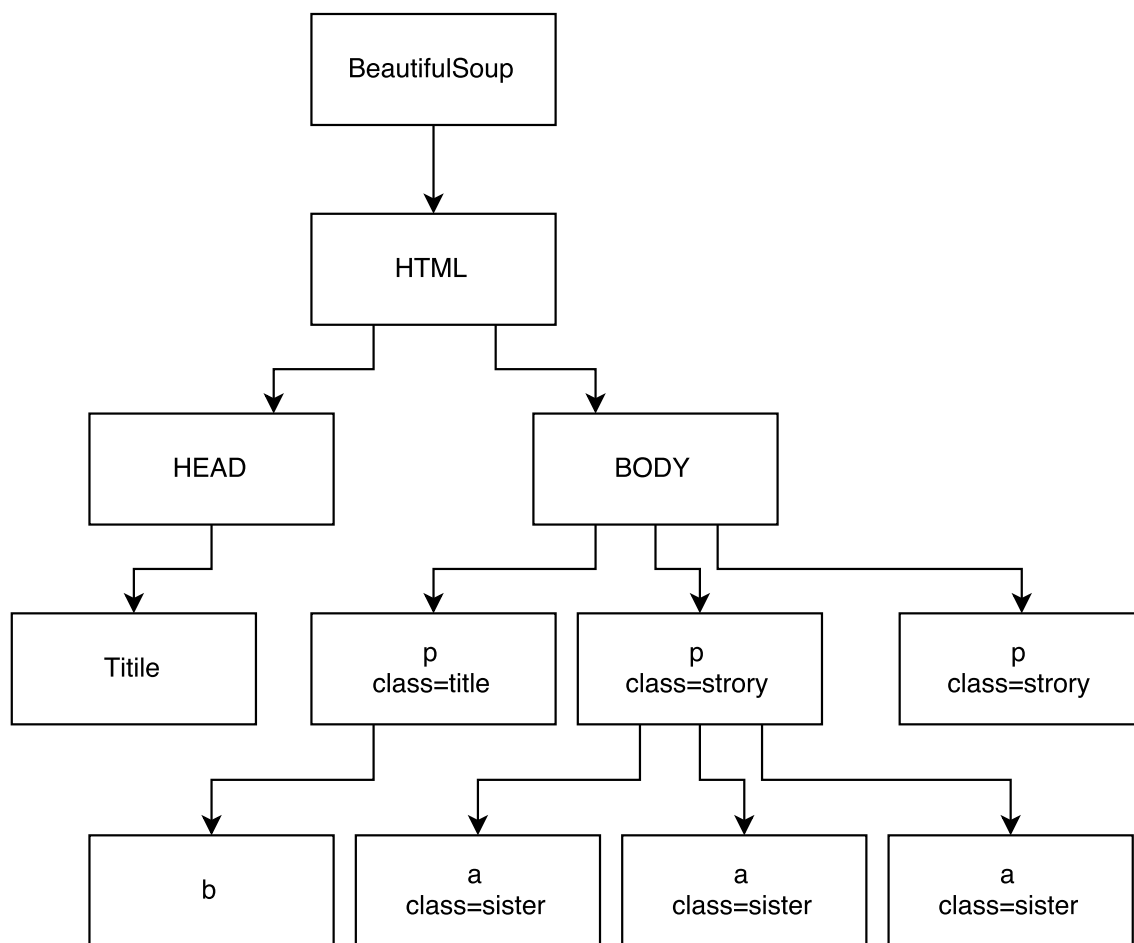 BeautifulSoup
HTML
HEAD
BODY
Titile
p
class=title
p
class=strory
p
class=strory
b
a
class=sister
a
class=sister
a
class=sister